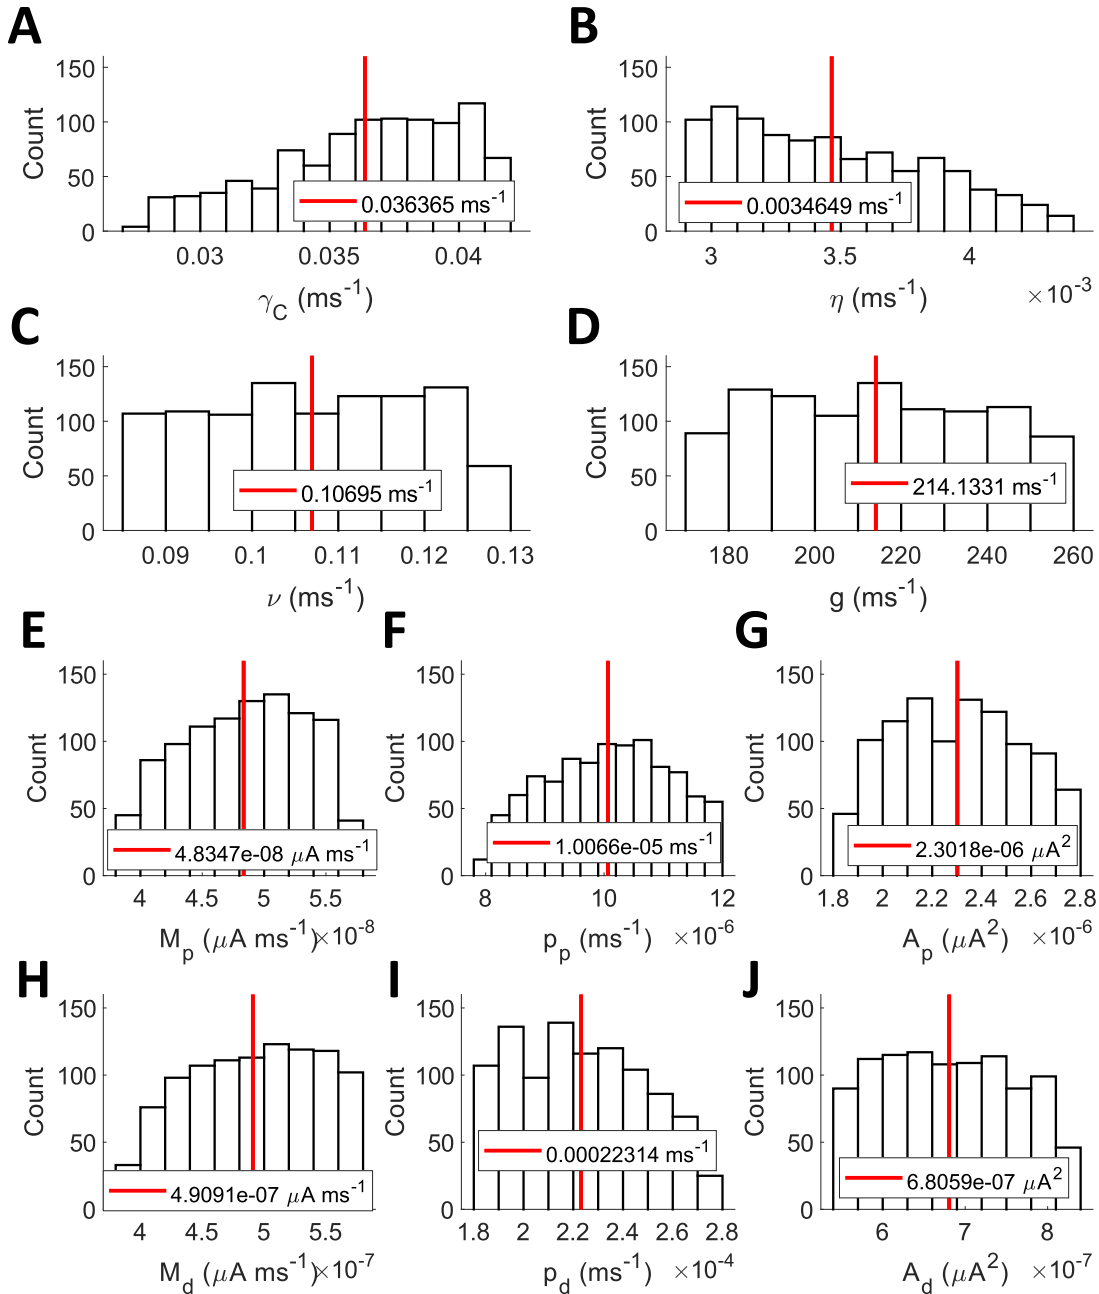 A
150
100
50
0
Count
0.036365 ms-1
0.03 0.035 0.04
γC (ms-1)
B
150
100
50
0
Count
0.0034649 ms-1
3 3.5 4
η (ms-1) ×10-3
C
150
100
50
0
Count
0.10695 ms-1
0.09 0.1 0.11 0.12 0.13
ν (ms-1)
D
150
100
50
0
Count
214.1331 ms-1
180 200 220 240 260
g (ms-1)
E
150
100
50
0
Count
4.8347e-08 μA ms-1
4 4.5 5 5.5
Mp (μA ms-1) ×10-8
F
150
100
50
0
Count
1.0066e-05 ms-1
8 10 12
pp (ms-1) ×10-6
G
150
100
50
0
Count
2.3018e-06 μA2
1.8 2 2.2 2.4 2.6 2.8
Ap (μA2) ×10-6
H
150
100
50
0
Count
4.9091e-07 μA ms-1
4 4.5 5 5.5
Md (μA ms-1) ×10-7
I
150
100
50
0
Count
0.00022314 ms-1
1.8 2 2.2 2.4 2.6 2.8
pd (ms-1) ×10-4
J
150
100
50
0
Count
6.8059e-07 μA2
6 7 8
Ad (μA2) ×10-7